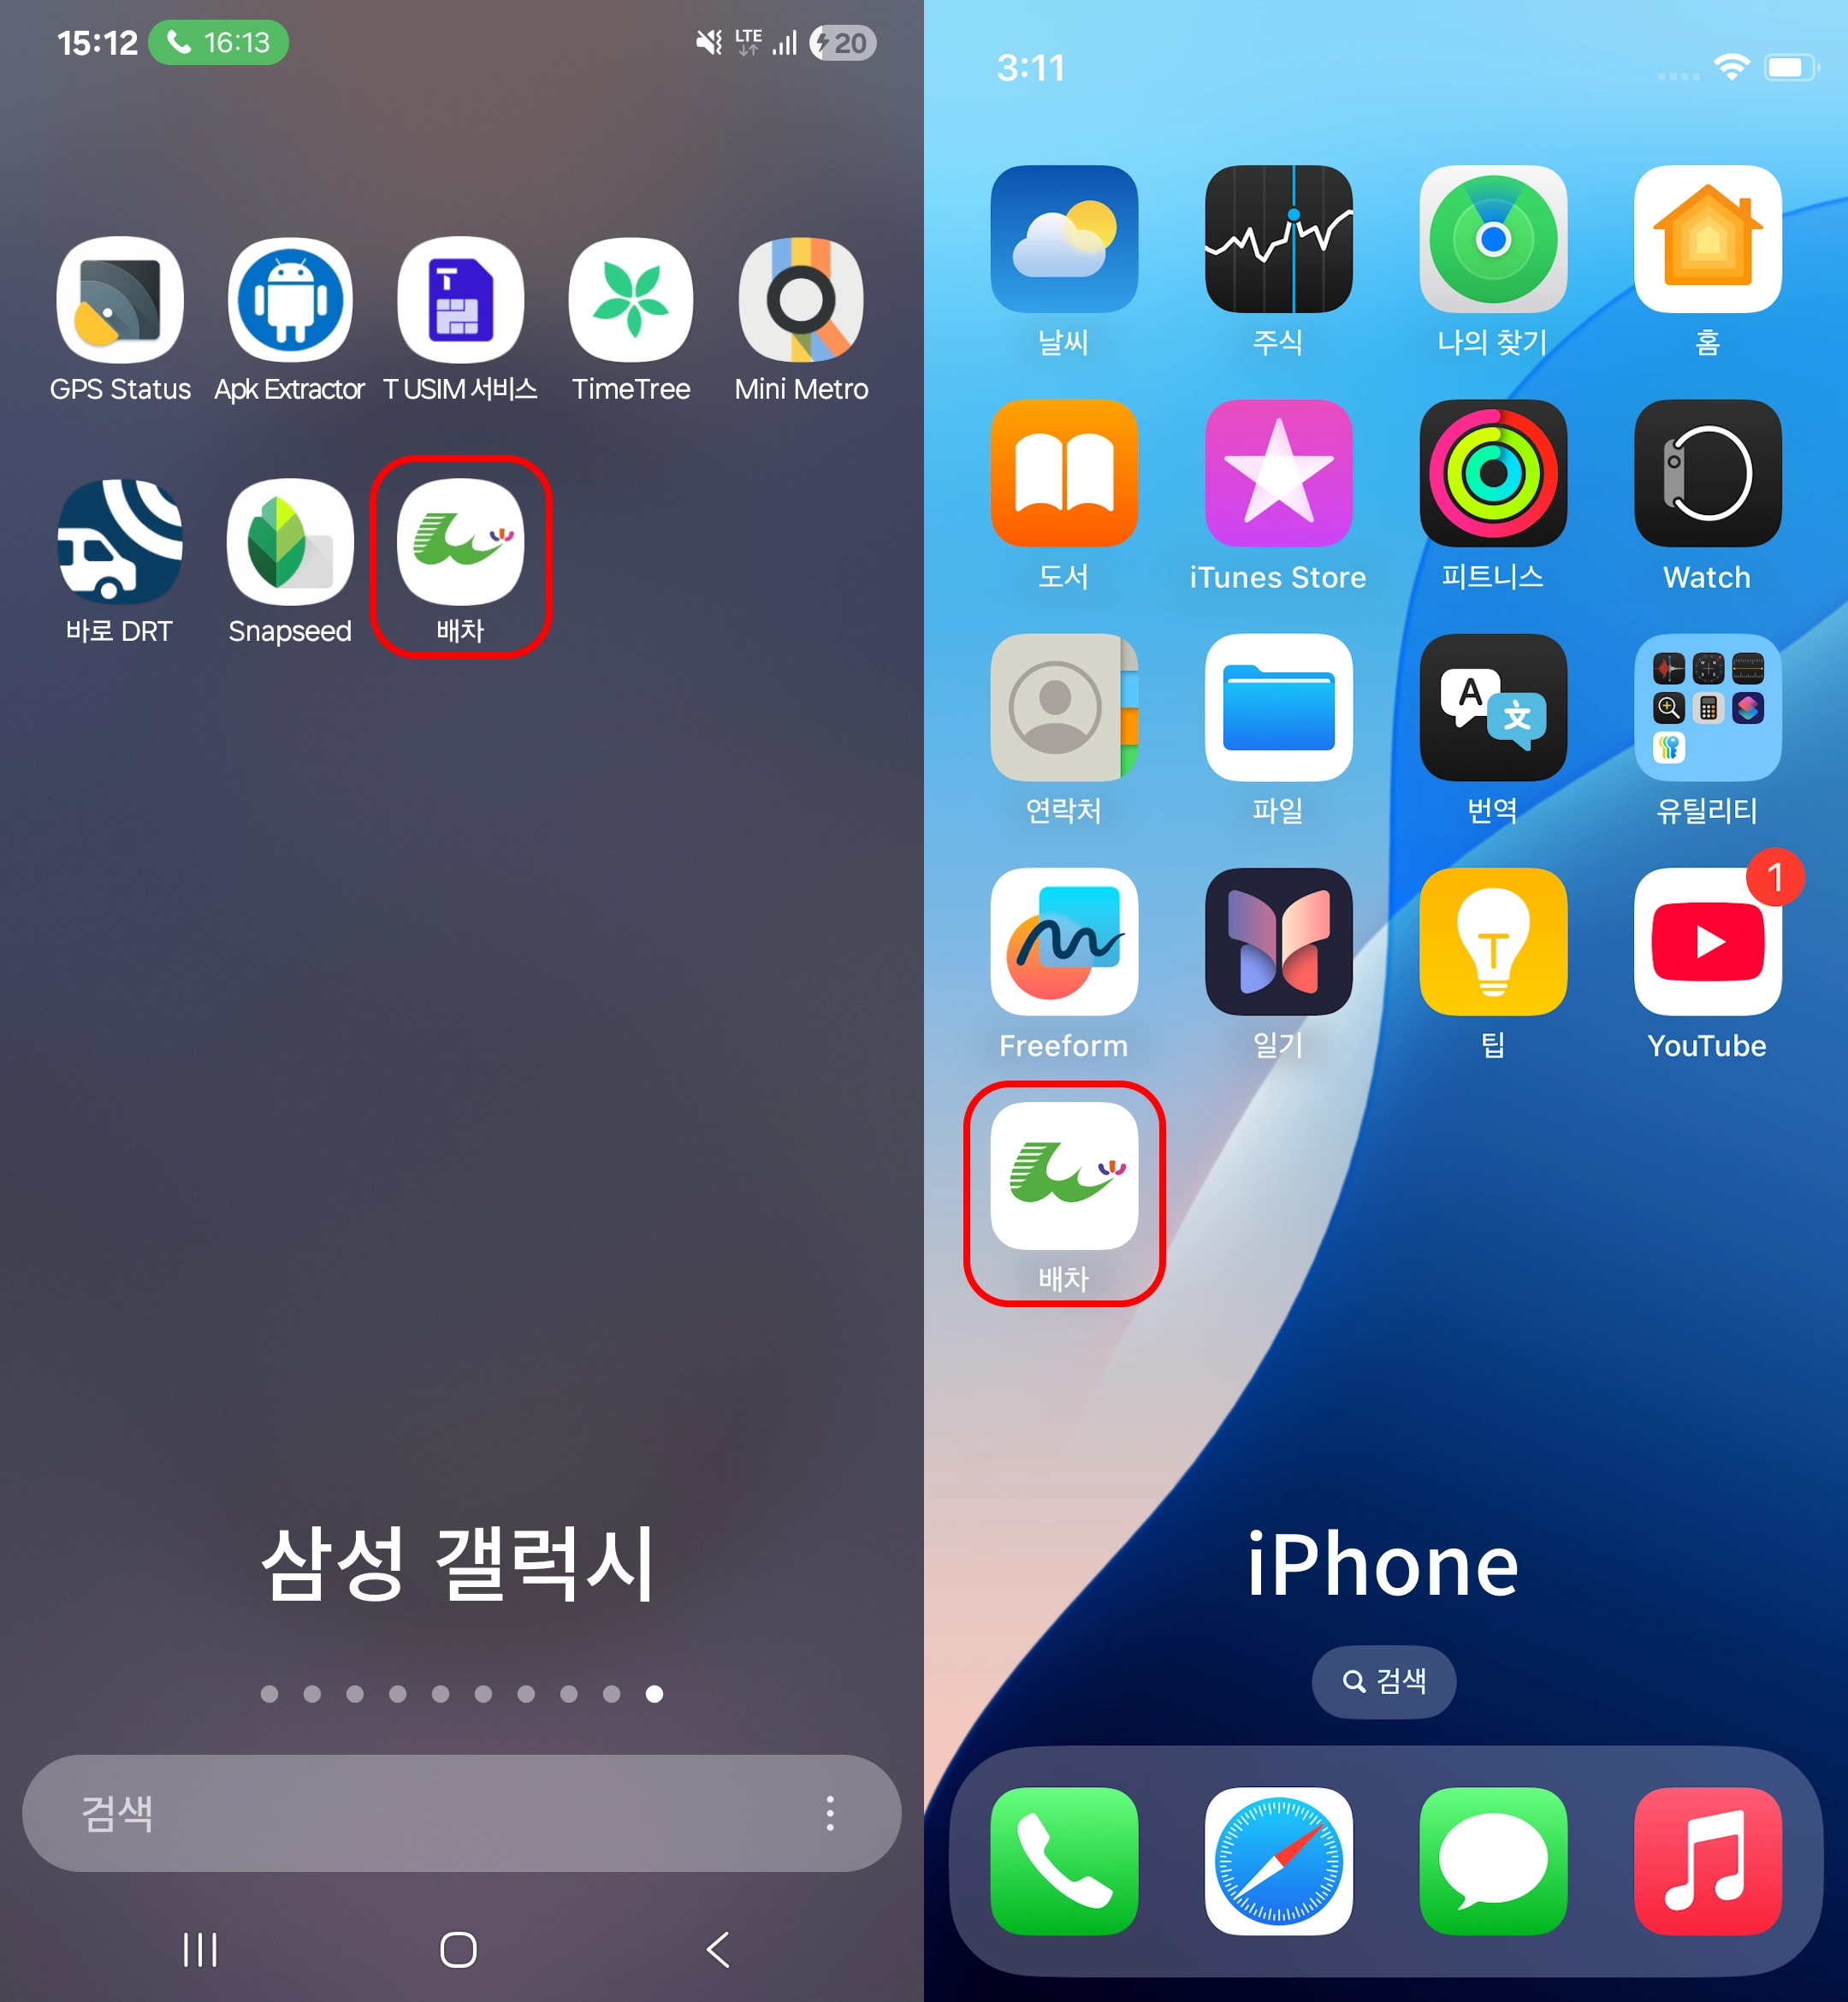 15:12 16:13 LTE 20
GPS Status Apk Extractor T USIM 서비스 TimeTree Mini Metro
바로 DRT Snapseed 배차
삼성 갤럭시
검색
3:11
날씨 주식 나의 찾기 홈
도서 iTunes Store 피트니스 Watch
A 文
연락처 파일 번역 유틸리티
1
Freeform 일기 팁 YouTube
배차
iPhone
검색